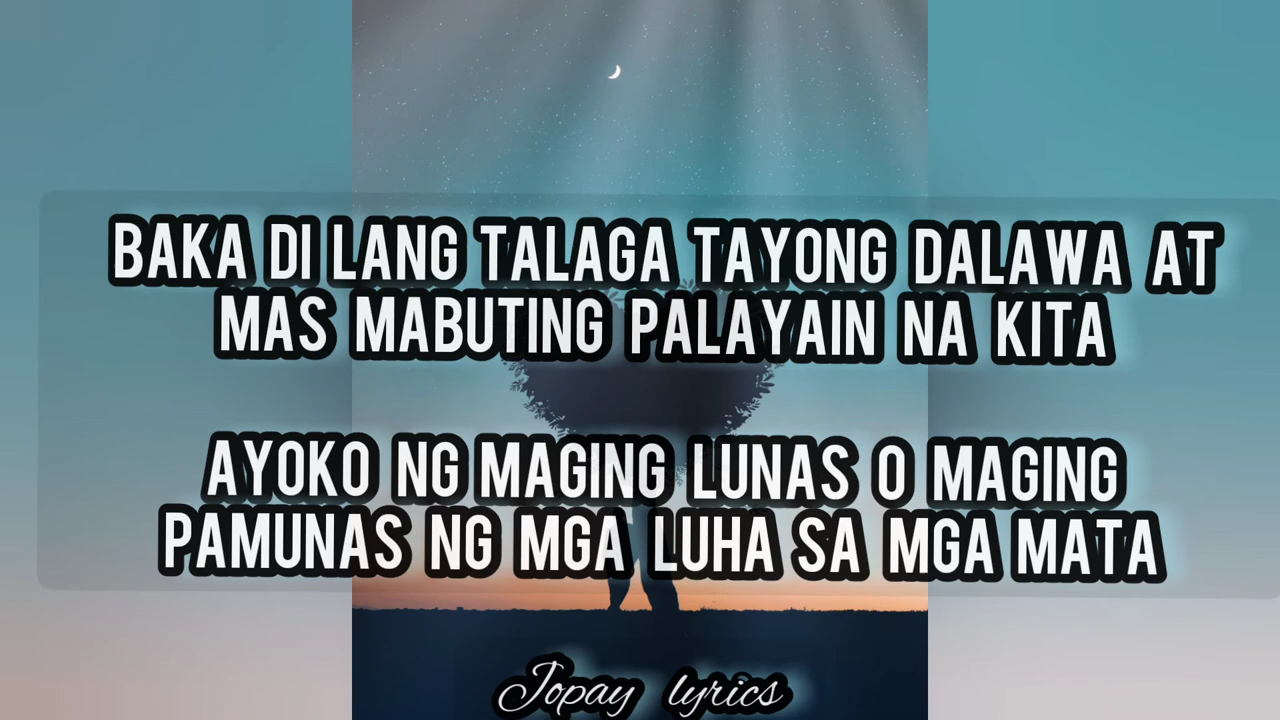 BAKA DI LANG TALAGA TAYONG DALAWA AT
MAS MABUTING PALAYAIN NA KITA
AYOKO NG MAGING LUNAS O MAGING
PAMUNAS NG MGA LUHA SA MGA MATA
Jopay lyrics